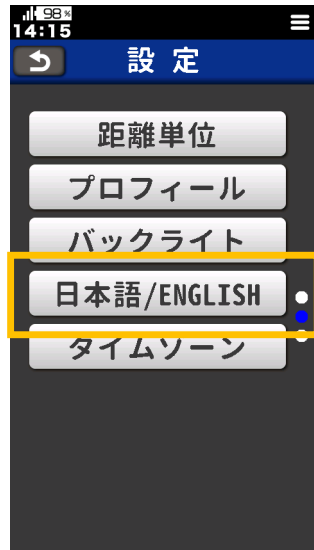 98%
14:15
設定
距離単位
プロフィール
バックライト
日本語/ENGLISH
タイムゾーン